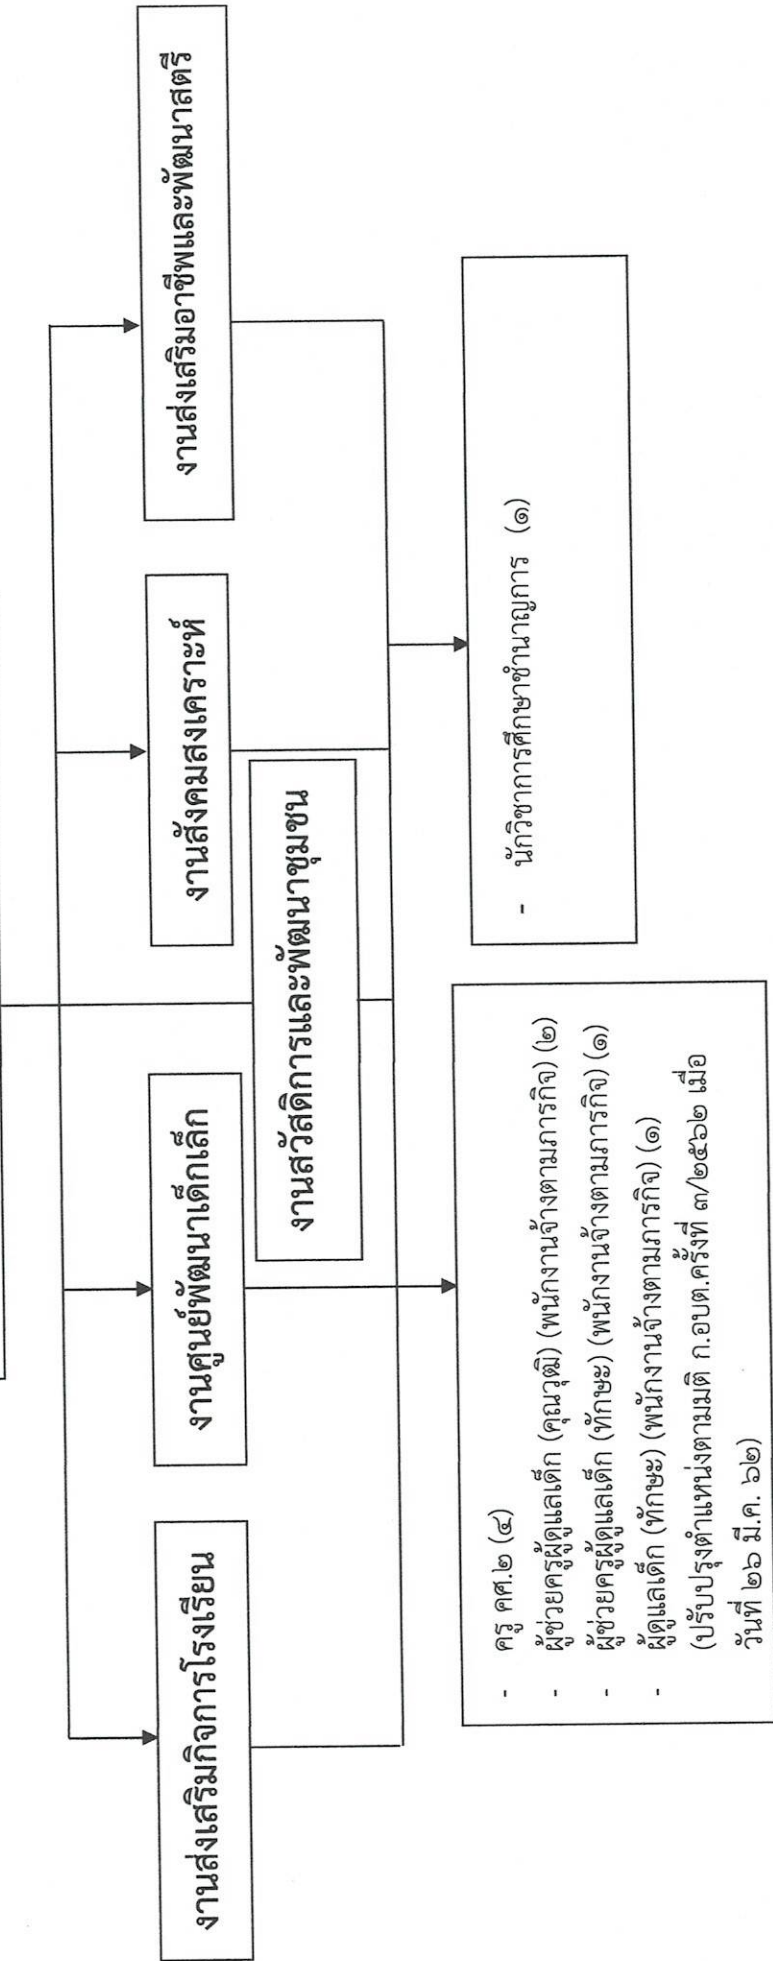 งานส่งเสริมกิจการโรงเรียน
งานศูนย์พัฒนาเด็กเล็ก
งานสังคมสงเคราะห์
งานส่งเสริมอาชีพและพัฒนาสตรี
งานสวัสดิการและพัฒนาชุมชน
- ครู คศ.๒ (๔)
- ผู้ช่วยครูผู้ดูแลเด็ก (คุณวุฒิ) (พนักงานจ้างตามภารกิจ) (๒)
- ผู้ช่วยครูผู้ดูแลเด็ก (ทักษะ) (พนักงานจ้างตามภารกิจ) (๑)
- ผู้ดูแลเด็ก (ทักษะ) (พนักงานจ้างตามภารกิจ) (๑)
(ปรับปรุงตำแหน่งตามมติ ก.อบต.ครั้งที่ ๓/๒๕๖๒ เมื่อ
วันที่ ๒๖ มี.ค. ๖๒)
- นักวิชาการศึกษาชำนาญการ (๑)